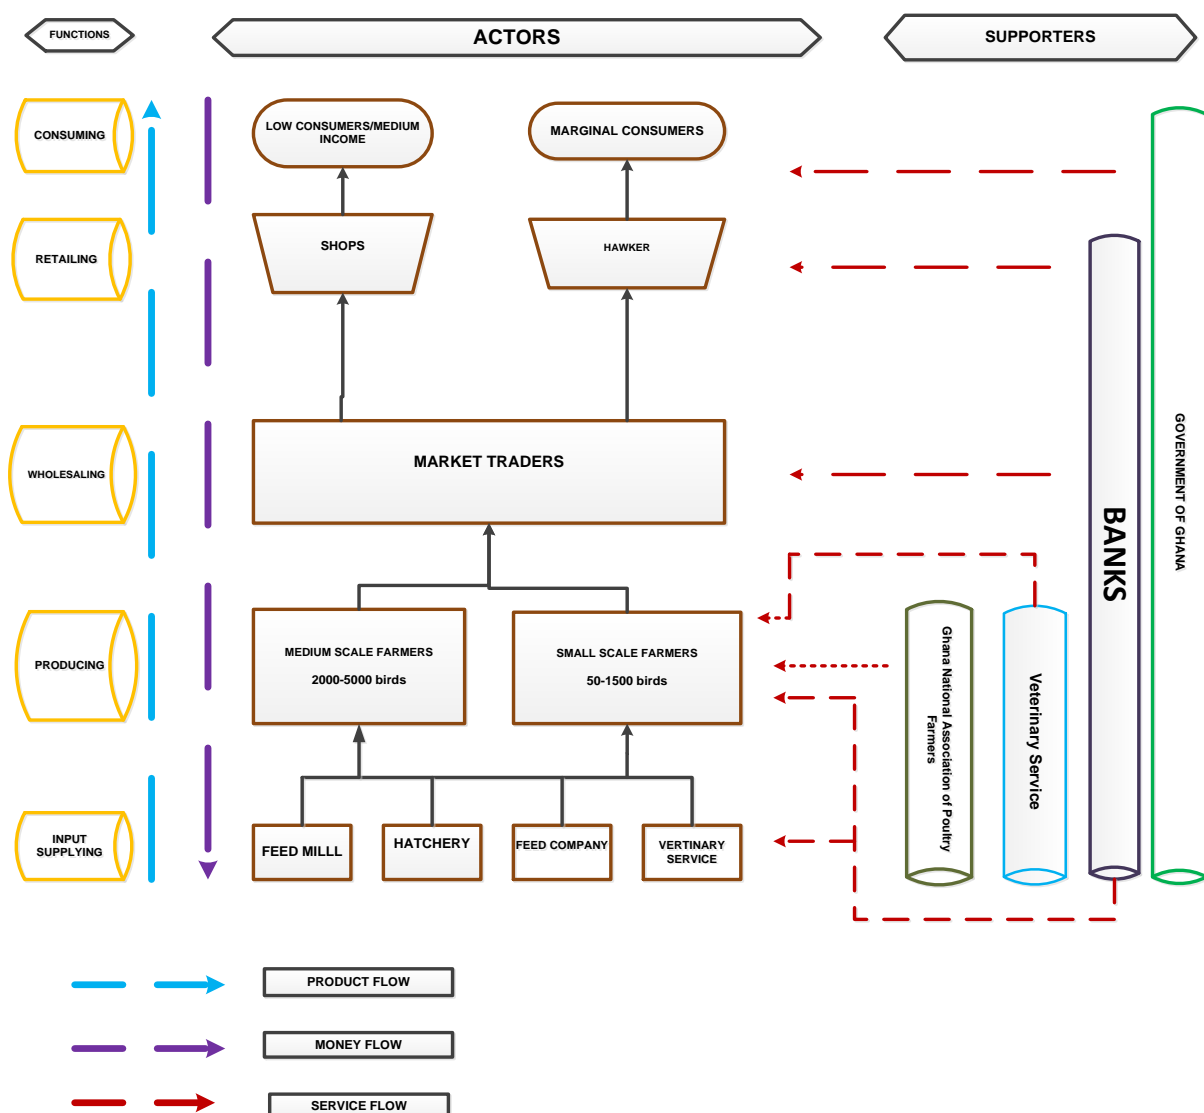 FUNCTIONS
ACTORS
SUPPORTERS
CONSUMING
LOW CONSUMERS/MEDIUM
INCOME
MARGINAL CONSUMERS
RETAILING
SHOPS
HAWKER
WHOLESALING
MARKET TRADERS
BANKS
GOVERNMENT OF GHANA
PRODUCING
MEDIUM SCALE FARMERS
2000-5000 birds
SMALL SCALE FARMERS
50-1500 birds
Ghana National Association of Poultry
Farmers
Veterinary Service
INPUT
SUPPLYING
FEED MILLL
HATCHERY
FEED COMPANY
VERTINARY
SERVICE
PRODUCT FLOW
MONEY FLOW
SERVICE FLOW